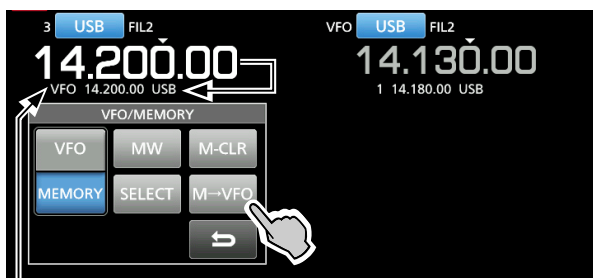 3 USB FIL2
14.200.00
VFO 14.200.00 USB
VFO/MEMORY
VFO MW M-CLR
MEMORY SELECT M→VFO
VFO USB FIL2
14.130.00
1 14.180.00 USB